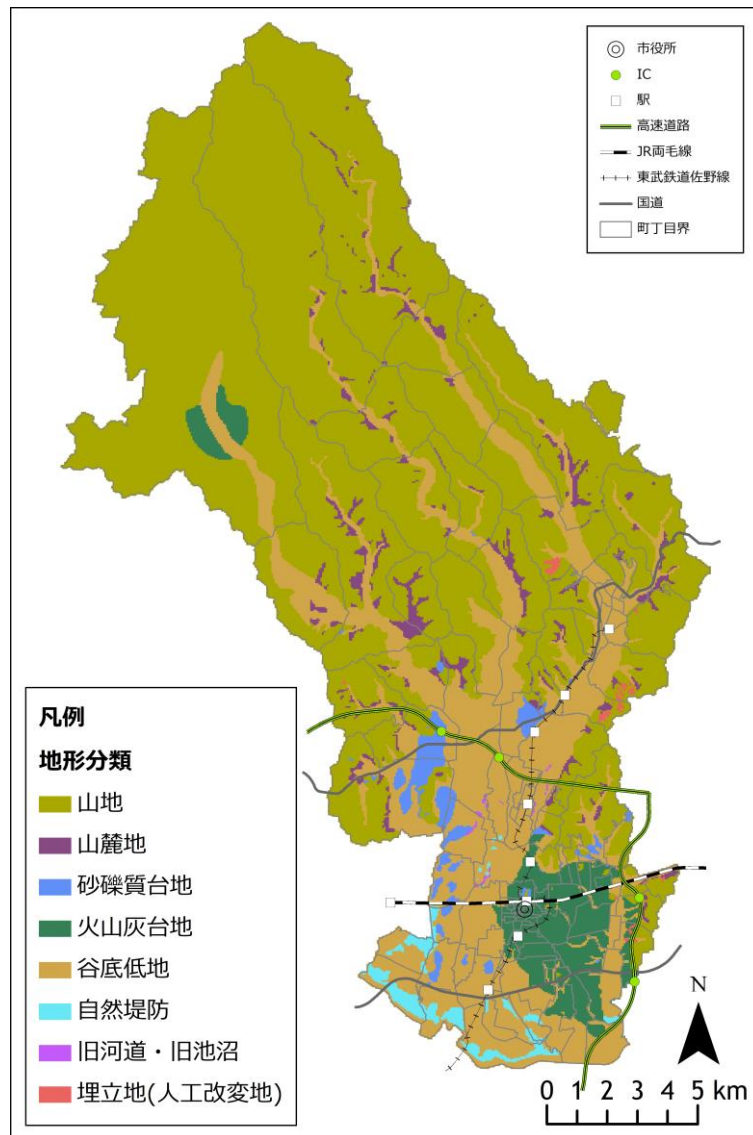 市役所
IC
駅
高速道路
JR両毛線
東武鉄道佐野線
国道
町丁目界
凡例
地形分類
山地
山麓地
砂礫質台地
火山灰台地
谷底低地
自然堤防
旧河道・旧池沼
埋立地(人工改変地)
N
0 1 2 3 4 5 km